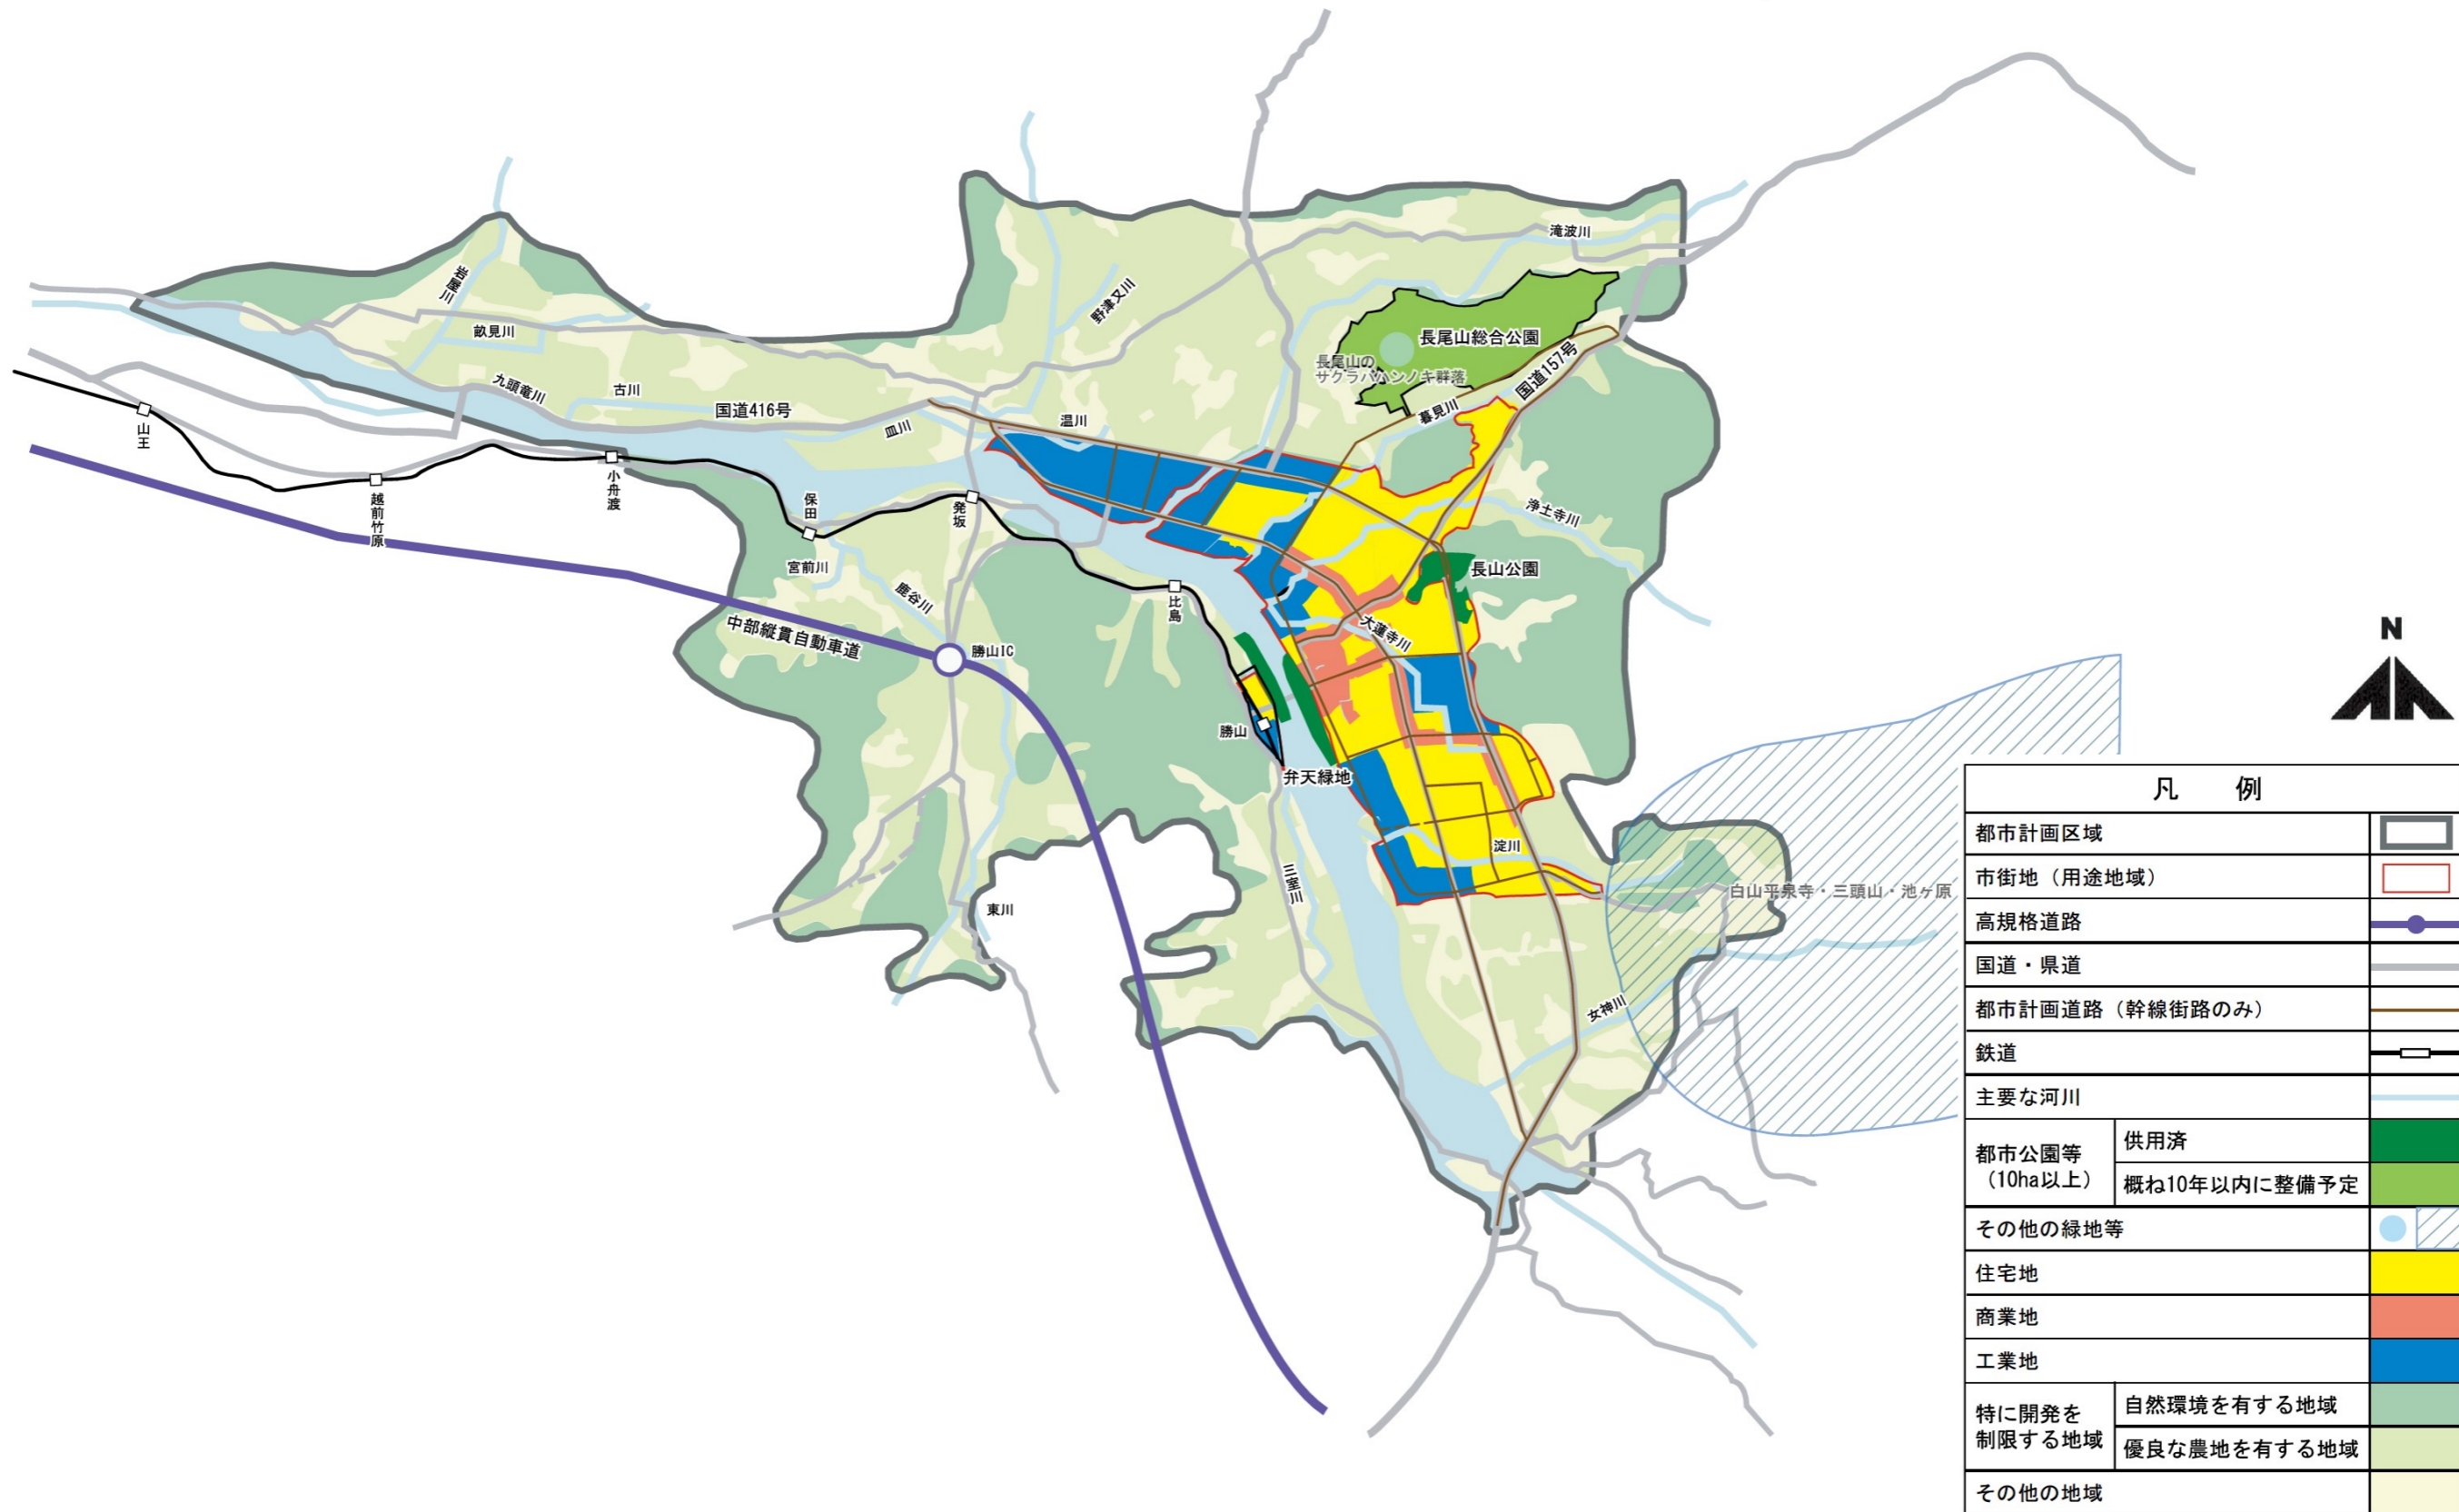 滝波川
岩屋川
野津又川
畝見川
長尾山総合公園
長尾山の
サクラバハンノキ群落
国道157号
九頭竜川
古川
国道416号
皿川
温川
暮見川
山王
越前竹原
小舟渡
保田
発坂
浄土寺川
宮前川
鹿谷川
比島
長山公園
中部縦貫自動車道
勝山IC
大蓮寺川
勝山
弁天緑地
淀川
三室川
東川
白山平泉寺・三頭山・池ヶ原
女神川
N
凡 例
都市計画区域
市街地（用途地域）
高規格道路
国道・県道
都市計画道路（幹線街路のみ）
鉄道
主要な河川
都市公園等
（10ha以上）
供用済
概ね10年以内に整備予定
その他の緑地等
住宅地
商業地
工業地
特に開発を
制限する地域
自然環境を有する地域
優良な農地を有する地域
その他の地域